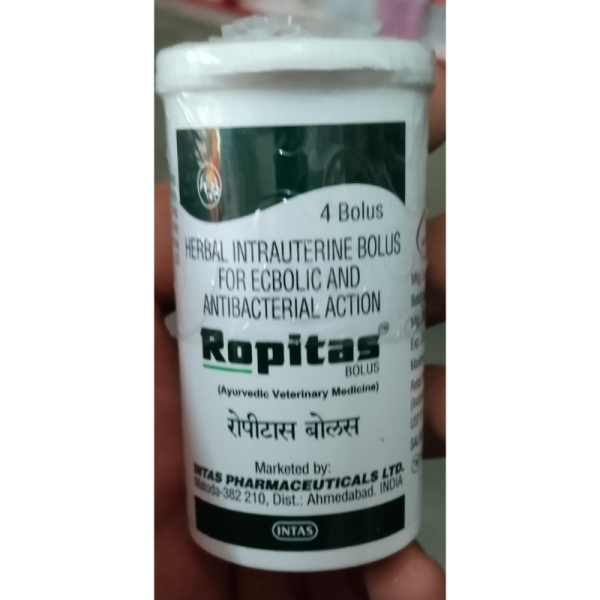 4 Bolus
HERBAL INTRAUTERINE BOLUS
FOR ECBOLIC AND
ANTIBACTERIAL ACTION
Ropitas™
BOLUS
(Ayurvedic Veterinary Medicine)
रोपीटास बोलस
Marketed by:
INTAS PHARMACEUTICALS LTD.
Matoda-382 210, Dist.: Ahmedabad. INDIA
INTAS